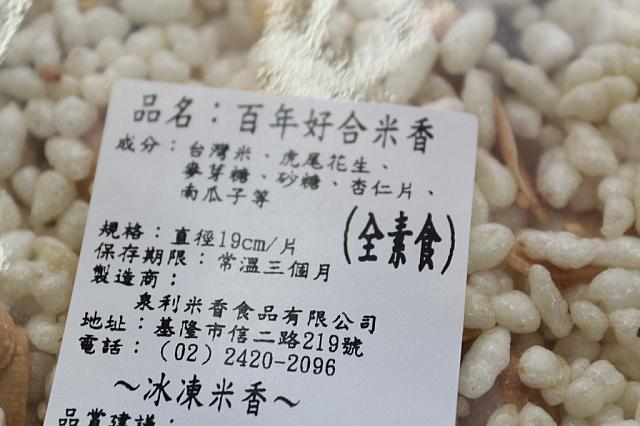 品名：百年好合米香
成分：台灣米、虎尾花生、
麥芽糖、砂糖、杏仁片、
南瓜子等
(全素食)
規格：直徑19cm/片
保存期限：常溫三個月
製造商：
泉利米香食品有限公司
地址：基隆市信二路219號
電話：（02）2420-2096
～冰凍米香～
品嘗建議：